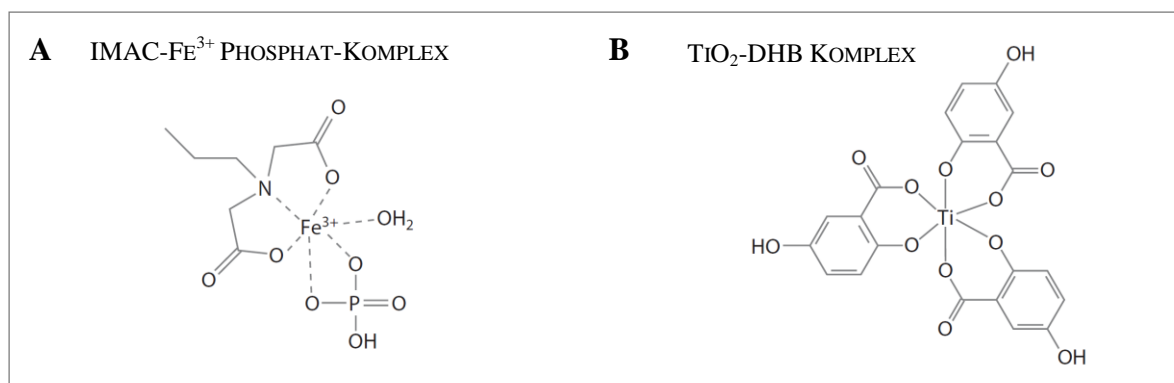 A IMAC-FE³⁺ PHOSPHAT-KOMPLEX
B TIO₂-DHB KOMPLEX
O
O
N
Fe³⁺
OH₂
O
O
O
O
P
O
OH
OH
O
O
O
O
O
Ti
O
O
HO
O
O
O
OH